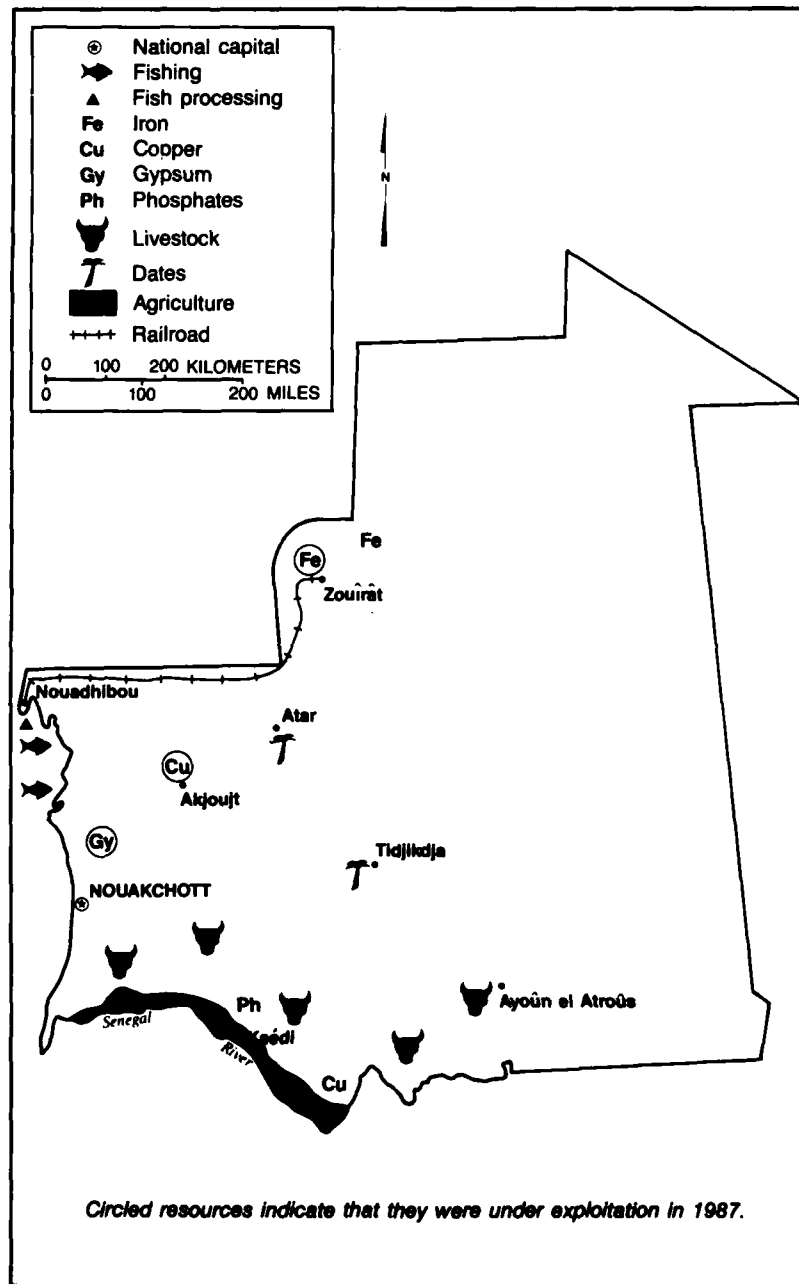 National capital
Fishing
Fish processing
Fe Iron
Cu Copper
Gy Gypsum
Ph Phosphates
Livestock
Dates
Agriculture
Railroad
0 100 200 KILOMETERS
0 100 200 MILES
N
Fe
Fe
Zouîrât
Nouadhibou
Atar
Cu
Akjoujt
Gy
Tidjikdja
NOUAKCHOTT
Ayoûn el Atroûs
Ph
Senegal
Kaédi
River
Cu
Circled resources indicate that they were under exploitation in 1987.